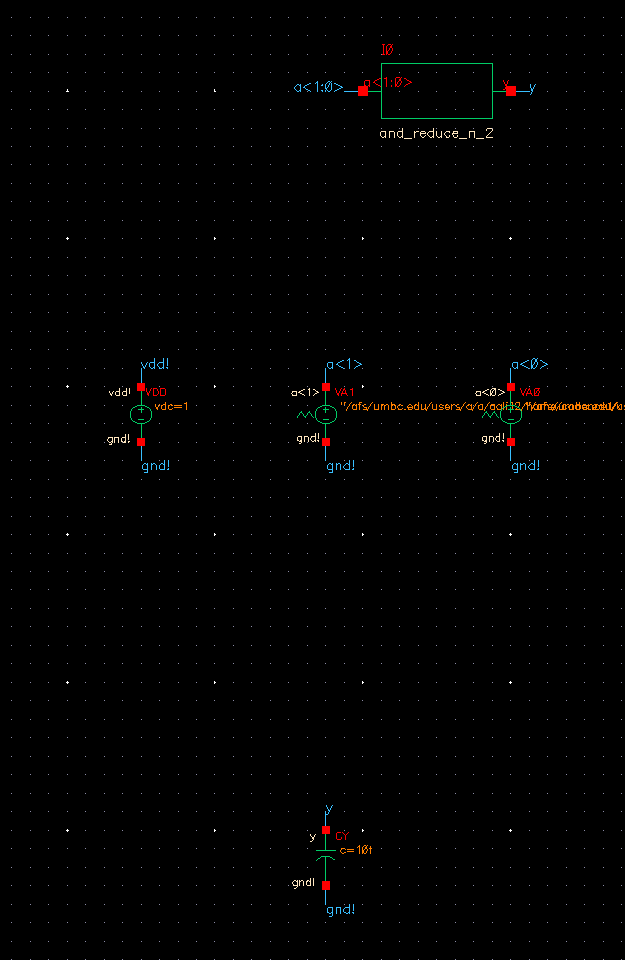 I0
a<1:0> a<1:0> y y
and_reduce_n_2
vdd! a<1> a<0>
vdd! VDD a<1> VA1 a<0> VA0
vdc=1 "/afs/umbc.edu/users/
gnd! gnd! gnd!
gnd! gnd! gnd!
y
y CY
c=10f
gnd!
gnd!